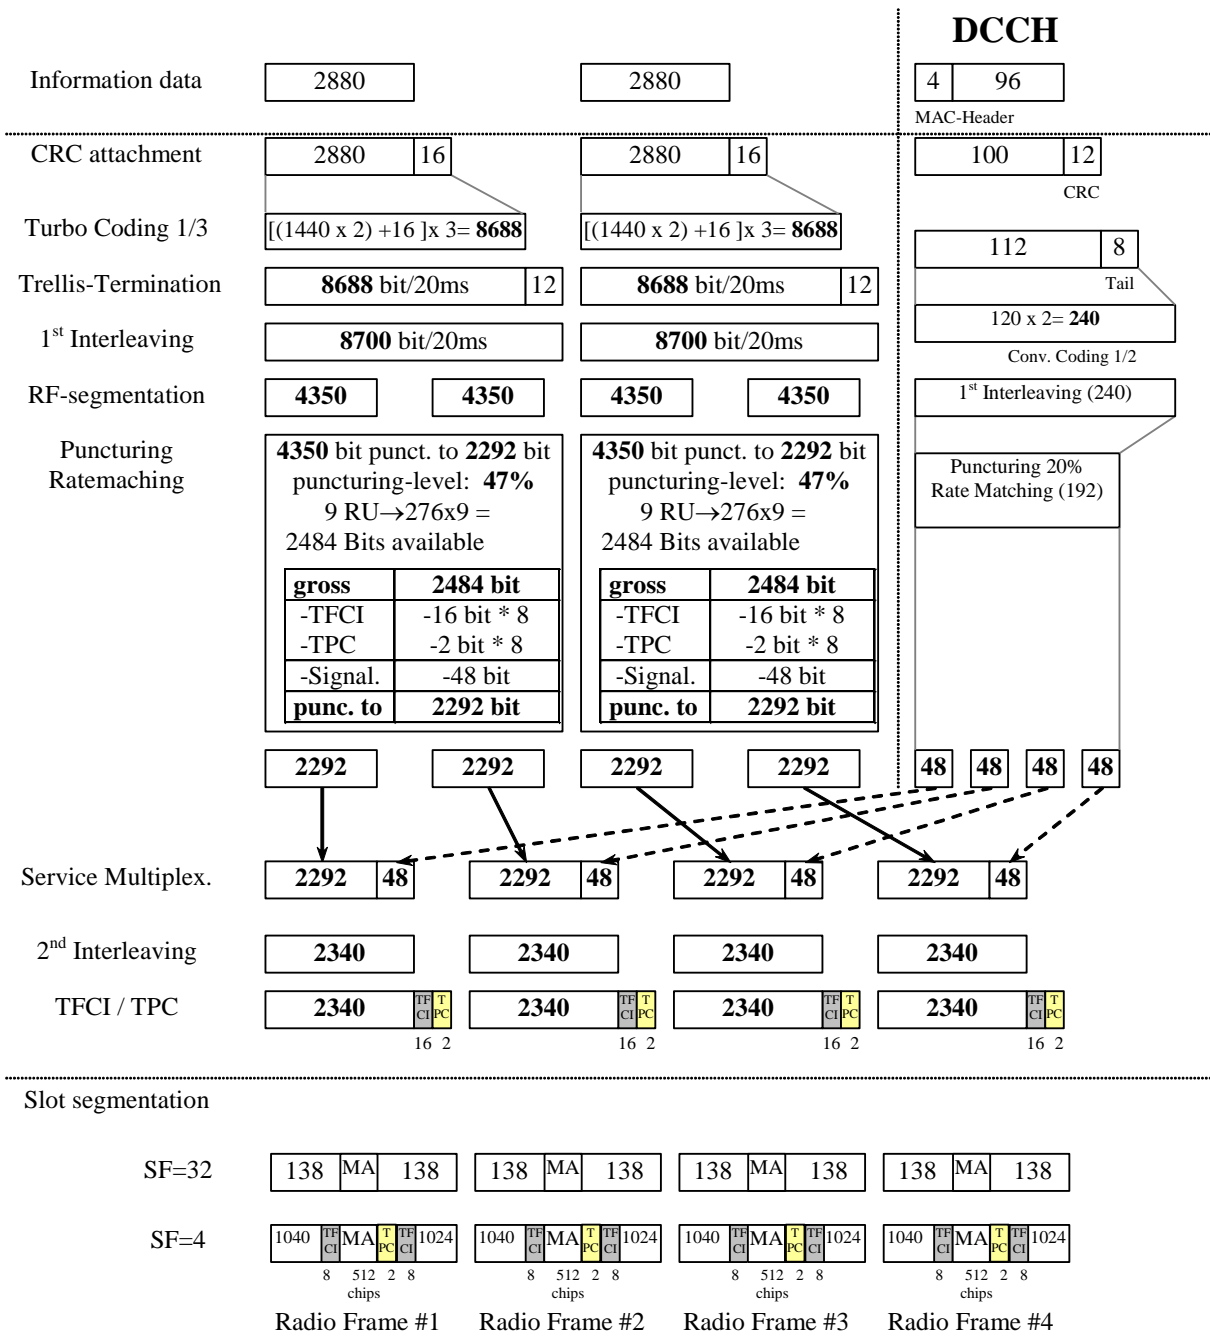 DCCH
Information data 2880 2880 4 96
MAC-Header
CRC attachment 2880 16 2880 16 100 12
CRC
Turbo Coding 1/3 [(1440 x 2) +16 ]x 3= 8688 [(1440 x 2) +16 ]x 3= 8688
112 8
Trellis-Termination 8688 bit/20ms 12 8688 bit/20ms 12
Tail
120 x 2= 240
1st Interleaving 8700 bit/20ms 8700 bit/20ms
Conv. Coding 1/2
RF-segmentation 4350 4350 4350 4350 1st Interleaving (240)
Puncturing
Ratemaching
4350 bit punct. to 2292 bit
puncturing-level: 47%
9 RU→276x9 =
2484 Bits available
gross 2484 bit
-TFCI -16 bit * 8
-TPC -2 bit * 8
-Signal. -48 bit
punc. to 2292 bit
4350 bit punct. to 2292 bit
puncturing-level: 47%
9 RU→276x9 =
2484 Bits available
gross 2484 bit
-TFCI -16 bit * 8
-TPC -2 bit * 8
-Signal. -48 bit
punc. to 2292 bit
Puncturing 20%
Rate Matching (192)
2292 2292 2292 2292 48 48 48 48
Service Multiplex. 2292 48 2292 48 2292 48 2292 48
2nd Interleaving 2340 2340 2340 2340
TFCI / TPC 2340 TF CI T PC 2340 TF CI T PC 2340 TF CI T PC 2340 TF CI T PC
16 2 16 2 16 2 16 2
Slot segmentation
SF=32 138 MA 138 138 MA 138 138 MA 138 138 MA 138
SF=4 1040 TF CI MA T PC TF CI 1024 1040 TF CI MA T PC TF CI 1024 1040 TF CI MA T PC TF CI 1024 1040 TF CI MA T PC TF CI 1024
8 512 2 8 8 512 2 8 8 512 2 8 8 512 2 8
chips chips chips chips
Radio Frame #1 Radio Frame #2 Radio Frame #3 Radio Frame #4